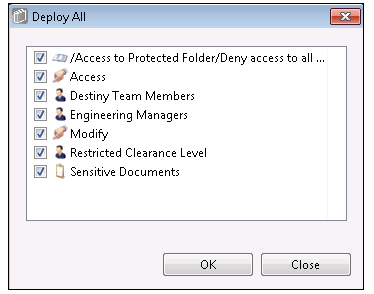 Deploy All
/Access to Protected Folder/Deny access to all ...
Access
Destiny Team Members
Engineering Managers
Modify
Restricted Clearance Level
Sensitive Documents
OK
Close